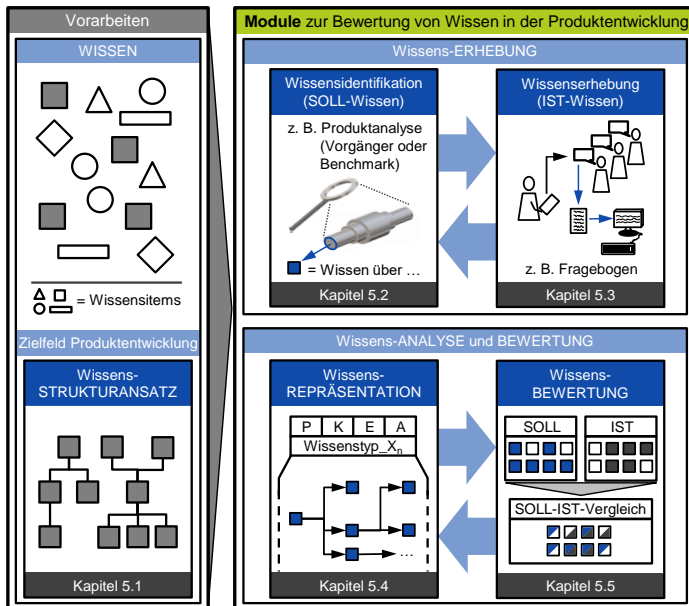 Vorarbeiten
WISSEN
= Wissensitems
Zielfeld Produktentwicklung
Wissens-
STRUKTURANSATZ
Kapitel 5.1
Module zur Bewertung von Wissen in der Produktentwicklung
Wissens-ERHEBUNG
Wissensidentifikation
(SOLL-Wissen)
z. B. Produktanalyse
(Vorgänger oder
Benchmark)
= Wissen über …
Kapitel 5.2
Wissenserhebung
(IST-Wissen)
z. B. Fragebogen
Kapitel 5.3
Wissens-ANALYSE und BEWERTUNG
Wissens-
REPRÄSENTATION
P K E A
Wissenstyp_Xn
…
Kapitel 5.4
Wissens-
BEWERTUNG
SOLL IST
SOLL-IST-Vergleich
Kapitel 5.5